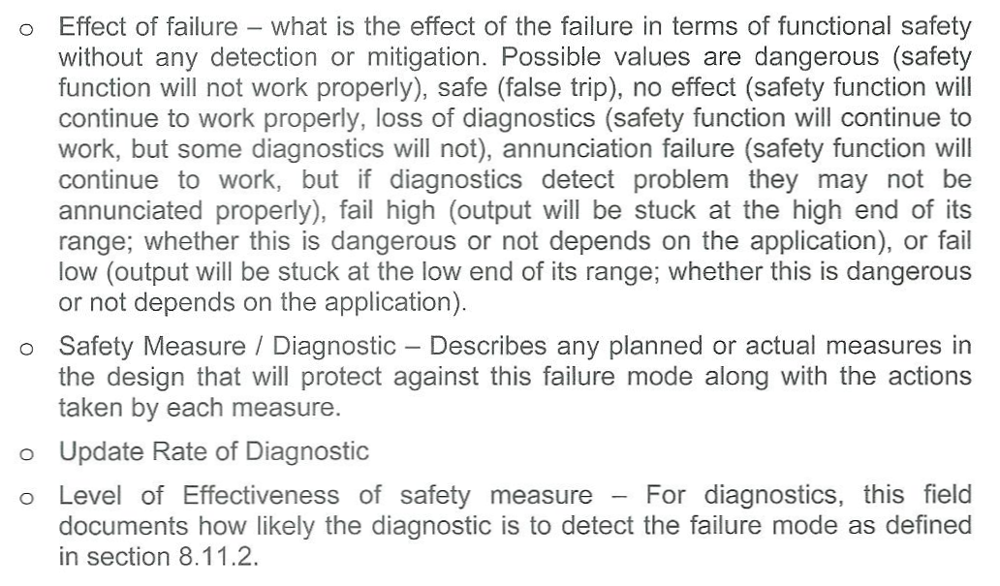 o Effect of failure – what is the effect of the failure in terms of functional safety
without any detection or mitigation. Possible values are dangerous (safety
function will not work properly), safe (false trip), no effect (safety function will
continue to work properly, loss of diagnostics (safety function will continue to
work, but some diagnostics will not), annunciation failure (safety function will
continue to work, but if diagnostics detect problem they may not be
annunciated properly), fail high (output will be stuck at the high end of its
range; whether this is dangerous or not depends on the application), or fail
low (output will be stuck at the low end of its range; whether this is dangerous
or not depends on the application).
o Safety Measure / Diagnostic – Describes any planned or actual measures in
the design that will protect against this failure mode along with the actions
taken by each measure.
o Update Rate of Diagnostic
o Level of Effectiveness of safety measure – For diagnostics, this field
documents how likely the diagnostic is to detect the failure mode as defined
in section 8.11.2.